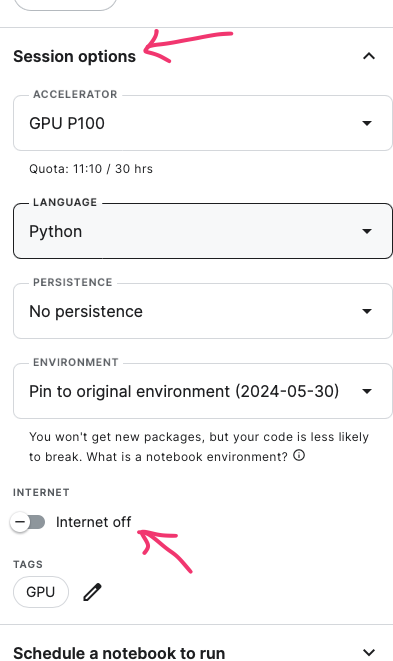 Session options
ACCELERATOR
GPU P100
Quota: 11:10 / 30 hrs
LANGUAGE
Python
PERSISTENCE
No persistence
ENVIRONMENT
Pin to original environment (2024-05-30)
You won't get new packages, but your code is less likely
to break. What is a notebook environment?
INTERNET
Internet off
TAGS
GPU
Schedule a notebook to run